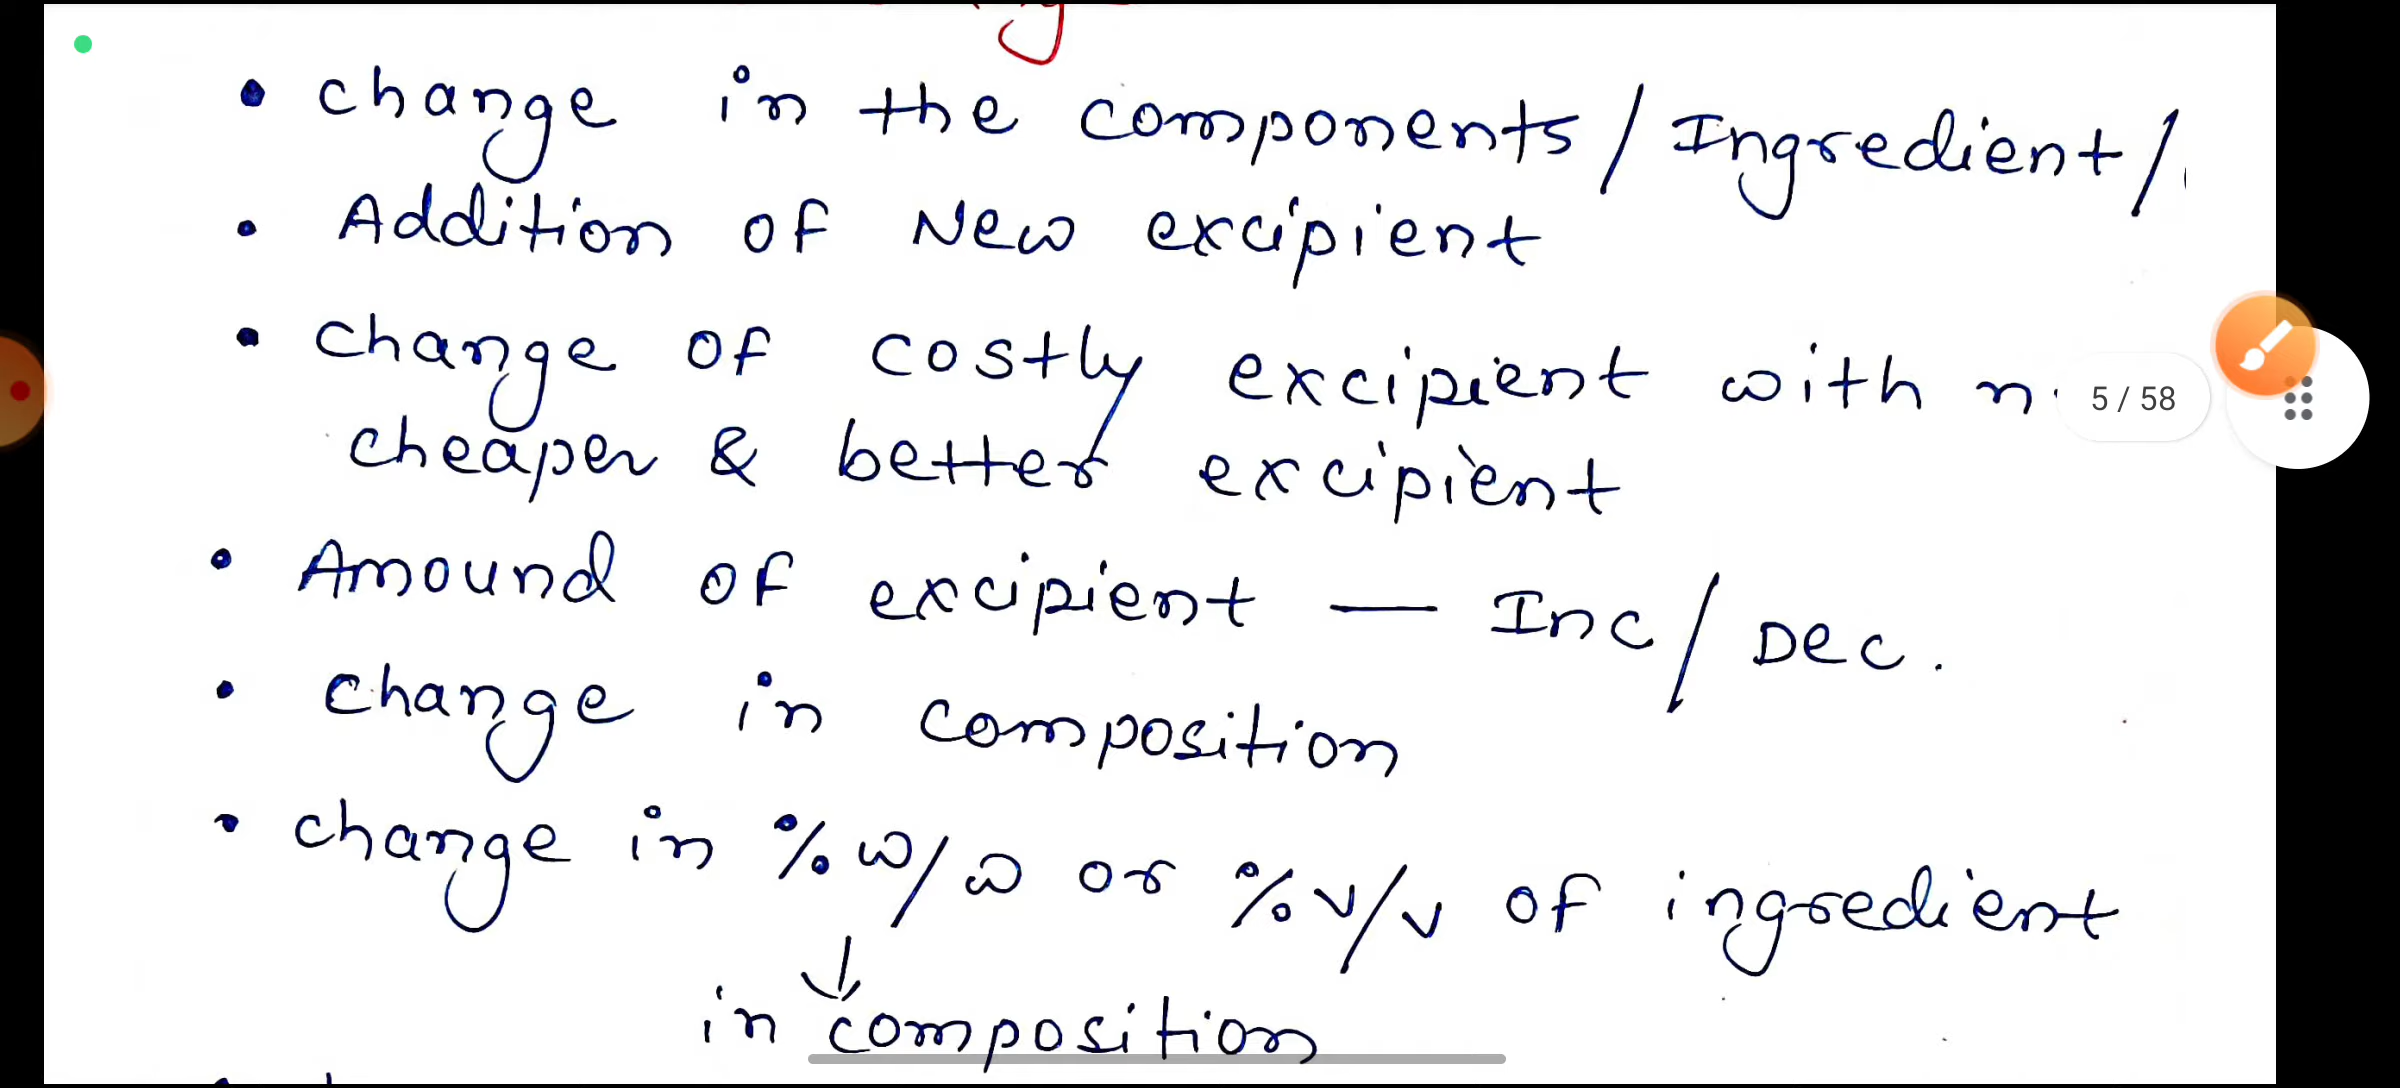 • change in the components / Ingredient /
• Addition of New excipient
• change of costly excipient with
cheaper & better excipient
5 / 58
• Amound of excipient — Inc / Dec.
• change in composition
• change in % w/w or % v/v of ingredient
↓
in composition